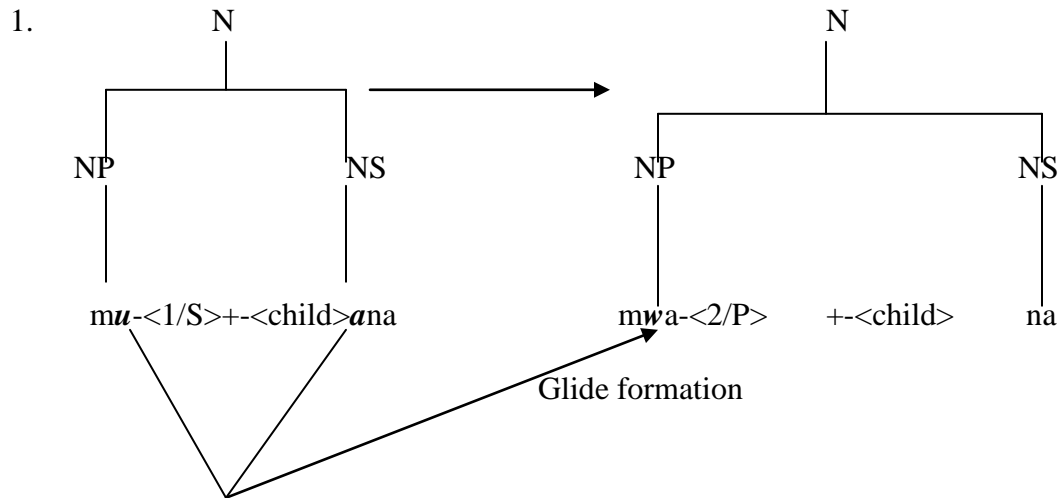 1. N N
NP NS NP NS
mu-<1/S>+-<child>ana mwa-<2/P> +-<child> na
Glide formation